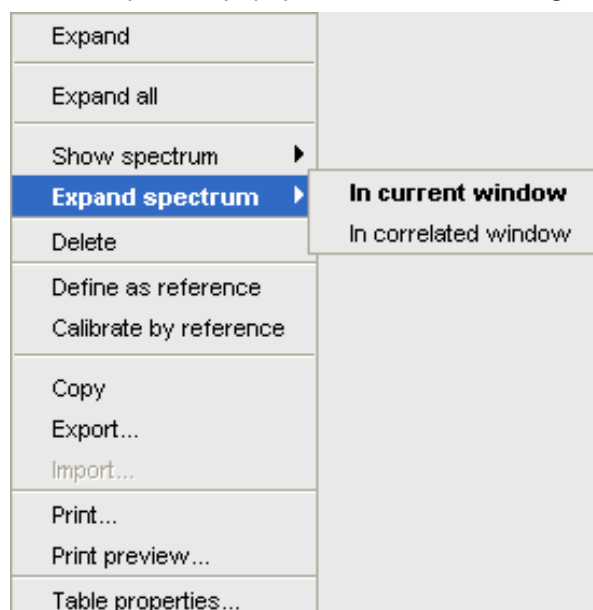 Expand
Expand all
Show spectrum
Expand spectrum
In current window
In correlated window
Delete
Define as reference
Calibrate by reference
Copy
Export...
Import...
Print...
Print preview...
Table properties...